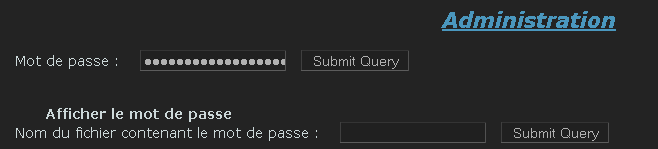 Administration
Mot de passe : ●●●●●●●●●●●●●●●●●● Submit Query
Afficher le mot de passe
Nom du fichier contenant le mot de passe : Submit Query